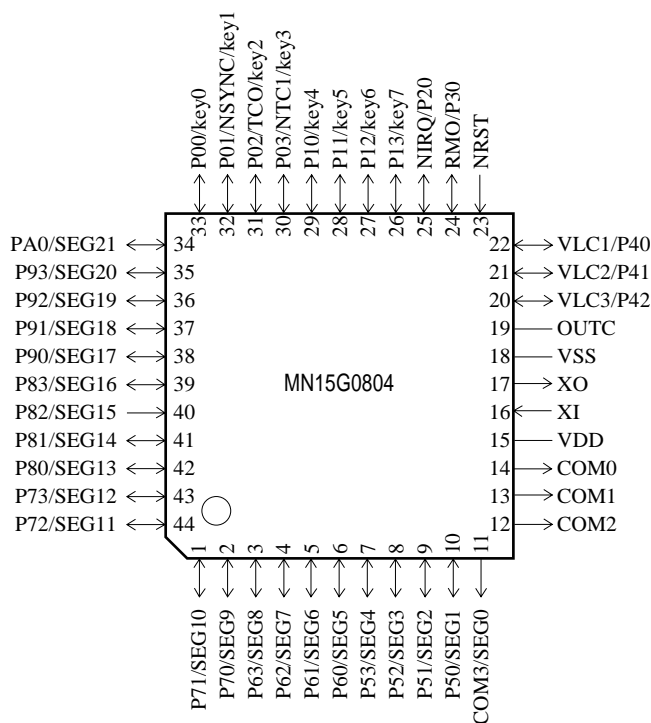 P00/key0
P01/NSYNC/key1
P02/TCO/key2
P03/NTC1/key3
P10/key4
P11/key5
P12/key6
P13/key7
NIRQ/P20
RMO/P30
NRST
33
32
31
30
29
28
27
26
25
24
23
PA0/SEG21 34
P93/SEG20 35
P92/SEG19 36
P91/SEG18 37
P90/SEG17 38
P83/SEG16 39
P82/SEG15 40
P81/SEG14 41
P80/SEG13 42
P73/SEG12 43
P72/SEG11 44
MN15G0804
22 VLC1/P40
21 VLC2/P41
20 VLC3/P42
19 OUTC
18 VSS
17 XO
16 XI
15 VDD
14 COM0
13 COM1
12 COM2
1
2
3
4
5
6
7
8
9
10
11
P71/SEG10
P70/SEG9
P63/SEG8
P62/SEG7
P61/SEG6
P60/SEG5
P53/SEG4
P52/SEG3
P51/SEG2
P50/SEG1
COM3/SEG0